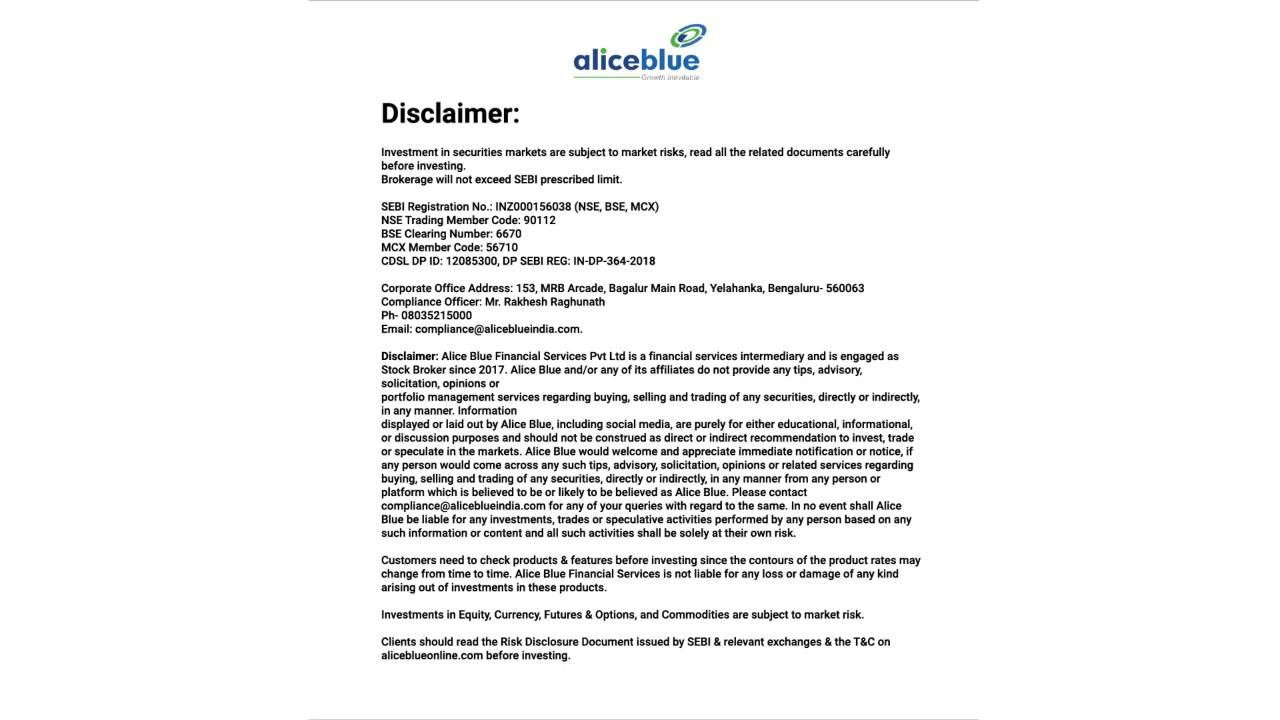 aliceblue
Growth Inevitable
Disclaimer:
Investment in securities markets are subject to market risks, read all the related documents carefully
before investing.
Brokerage will not exceed SEBI prescribed limit.
SEBI Registration No.: INZ000156038 (NSE, BSE, MCX)
NSE Trading Member Code: 90112
BSE Clearing Number: 6670
MCX Member Code: 56710
CDSL DP ID: 12085300, DP SEBI REG: IN-DP-364-2018
Corporate Office Address: 153, MRB Arcade, Bagalur Main Road, Yelahanka, Bengaluru- 560063
Compliance Officer: Mr. Rakhesh Raghunath
Ph- 08035215000
Email: compliance@aliceblueindia.com.
Disclaimer: Alice Blue Financial Services Pvt Ltd is a financial services intermediary and is engaged as
Stock Broker since 2017. Alice Blue and/or any of its affiliates do not provide any tips, advisory,
solicitation, opinions or
portfolio management services regarding buying, selling and trading of any securities, directly or indirectly,
in any manner. Information
displayed or laid out by Alice Blue, including social media, are purely for either educational, informational,
or discussion purposes and should not be construed as direct or indirect recommendation to invest, trade
or speculate in the markets. Alice Blue would welcome and appreciate immediate notification or notice, if
any person would come across any such tips, advisory, solicitation, opinions or related services regarding
buying, selling and trading of any securities, directly or indirectly, in any manner from any person or
platform which is believed to be or likely to be believed as Alice Blue. Please contact
compliance@aliceblueindia.com for any of your queries with regard to the same. In no event shall Alice
Blue be liable for any investments, trades or speculative activities performed by any person based on any
such information or content and all such activities shall be solely at their own risk.
Customers need to check products & features before investing since the contours of the product rates may
change from time to time. Alice Blue Financial Services is not liable for any loss or damage of any kind
arising out of investments in these products.
Investments in Equity, Currency, Futures & Options, and Commodities are subject to market risk.
Clients should read the Risk Disclosure Document issued by SEBI & relevant exchanges & the T&C on
aliceblueonline.com before investing.